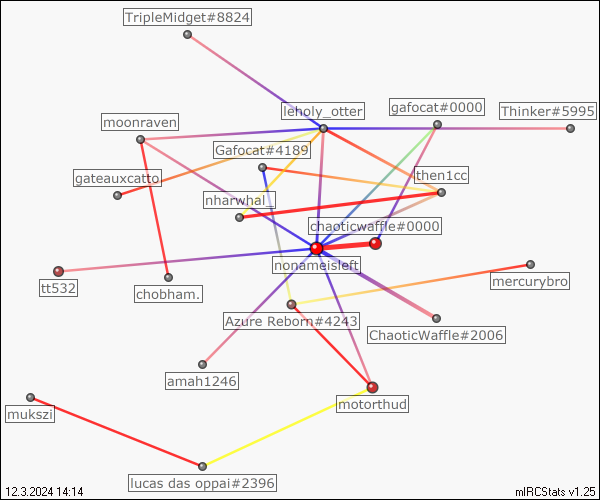 TripleMidget#8824
leholy_otter
gafocat#0000
Thinker#5995
moonraven
Gafocat#4189
then1cc
gateauxcatto
nharwhal_
chaoticwaffle#0000
nonameisleft
tt532
chobham.
mercurybro
Azure Reborn#4243
ChaoticWaffle#2006
amah1246
motorthud
mukszi
lucas das oppai#2396
12.3.2024 14:14
mIRCStats v1.25